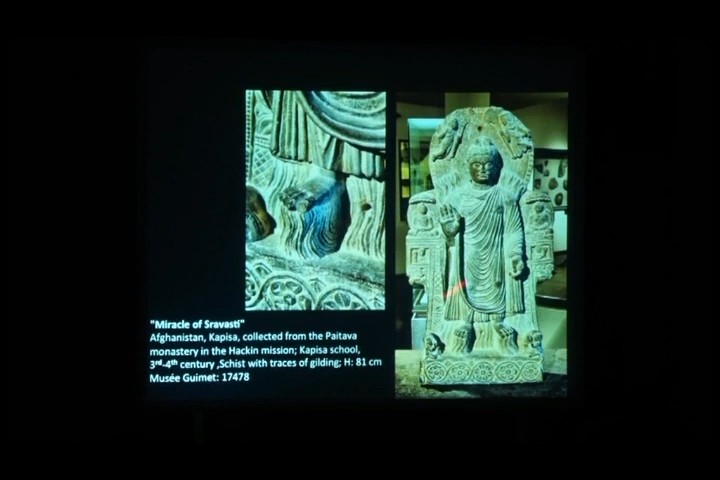 "Miracle of Sravasti"
Afghanistan, Kapisa, collected from the Paitava
monastery in the Hackin mission; Kapisa school,
3rd-4th century ,Schist with traces of gilding; H: 81 cm
Musée Guimet: 17478